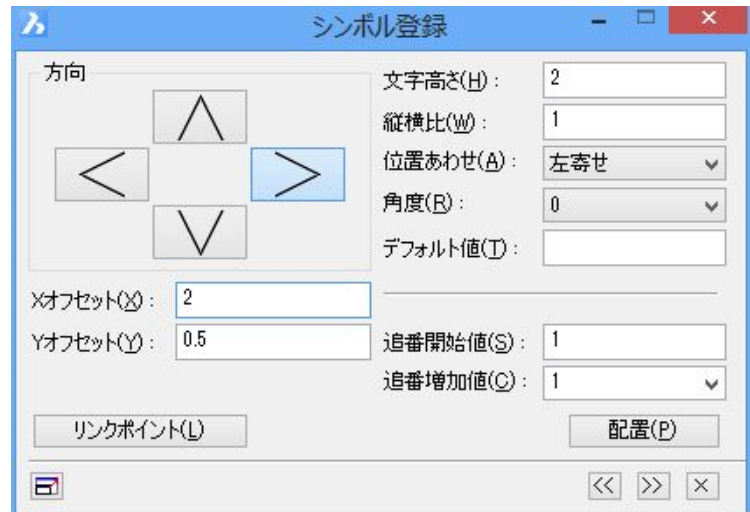 シンボル登録
方向
文字高さ(H): 2
縦横比(W): 1
位置あわせ(A): 左寄せ
角度(R): 0
デフォルト値(T):
Xオフセット(X): 2
Yオフセット(Y): 0.5
追番開始値(S): 1
追番増加値(C): 1
リンクポイント(L)
配置(P)